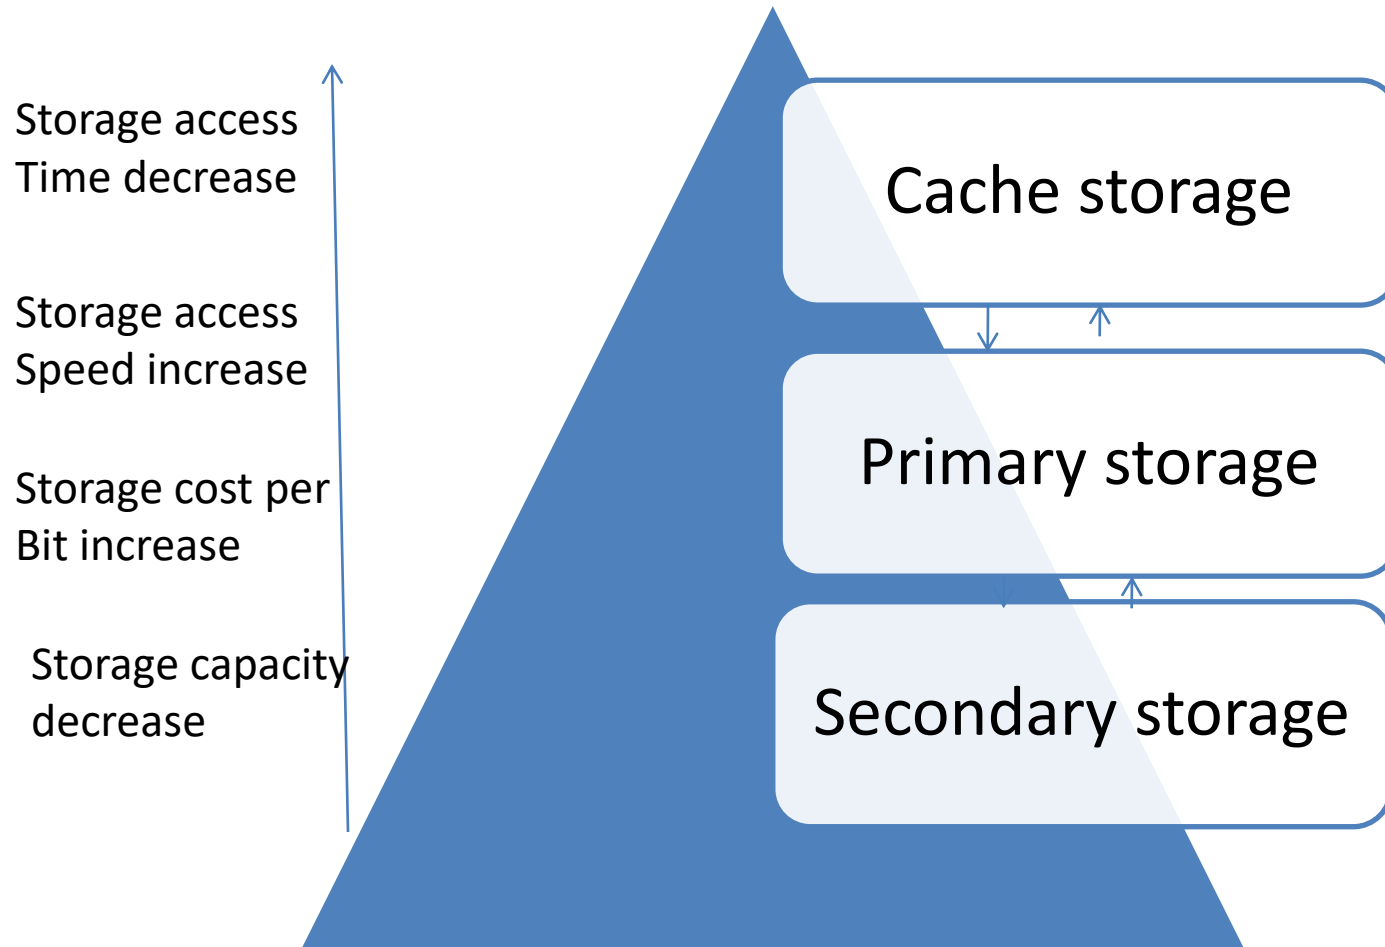 Storage access
Time decrease
Storage access
Speed increase
Storage cost per
Bit increase
Storage capacity
decrease
Cache storage
Primary storage
Secondary storage